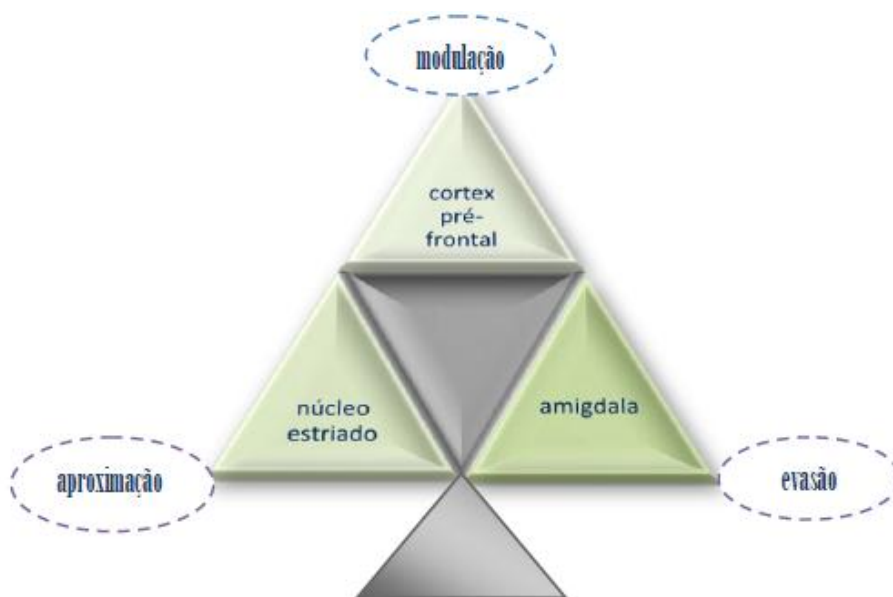 modulação
cortex
pré-
frontal
núcleo
estriado
amigdala
aproximação
evasão